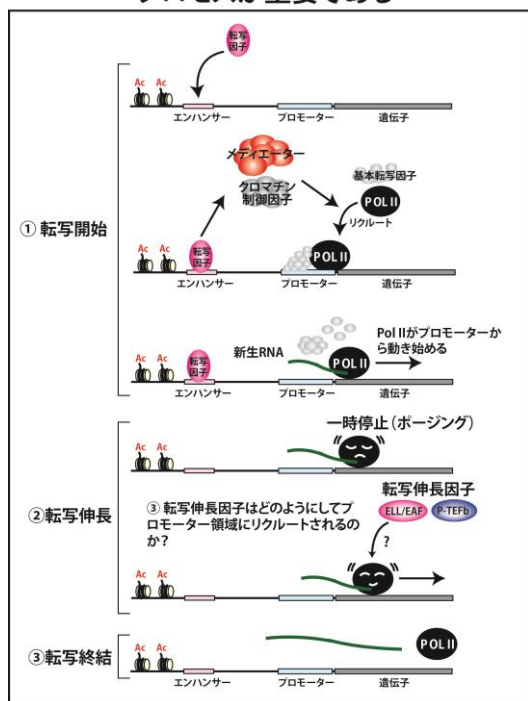 プロセスが重要である
転写
因子
Ac Ac
エンハンサー
プロモーター
遺伝子
メディエーター
クロマチン
制御因子
基本転写因子
POL II
リクルート
① 転写開始
Ac Ac
転写
因子
POL II
エンハンサー
プロモーター
遺伝子
新生RNA
Pol IIがプロモーターか
ら動き始める
Ac Ac
転写
因子
POL II
エンハンサー
プロモーター
遺伝子
一時停止(ポージング)
Ac Ac
②転写伸長
③ 転写伸長因子はどのようにしてプ
ロモーター領域にリクルートされるの
か?
転写伸長因子
ELL/EAF
P-TEFb
?
Ac Ac
③転写終結
Ac Ac
POL II
エンハンサー
プロモーター
遺伝子